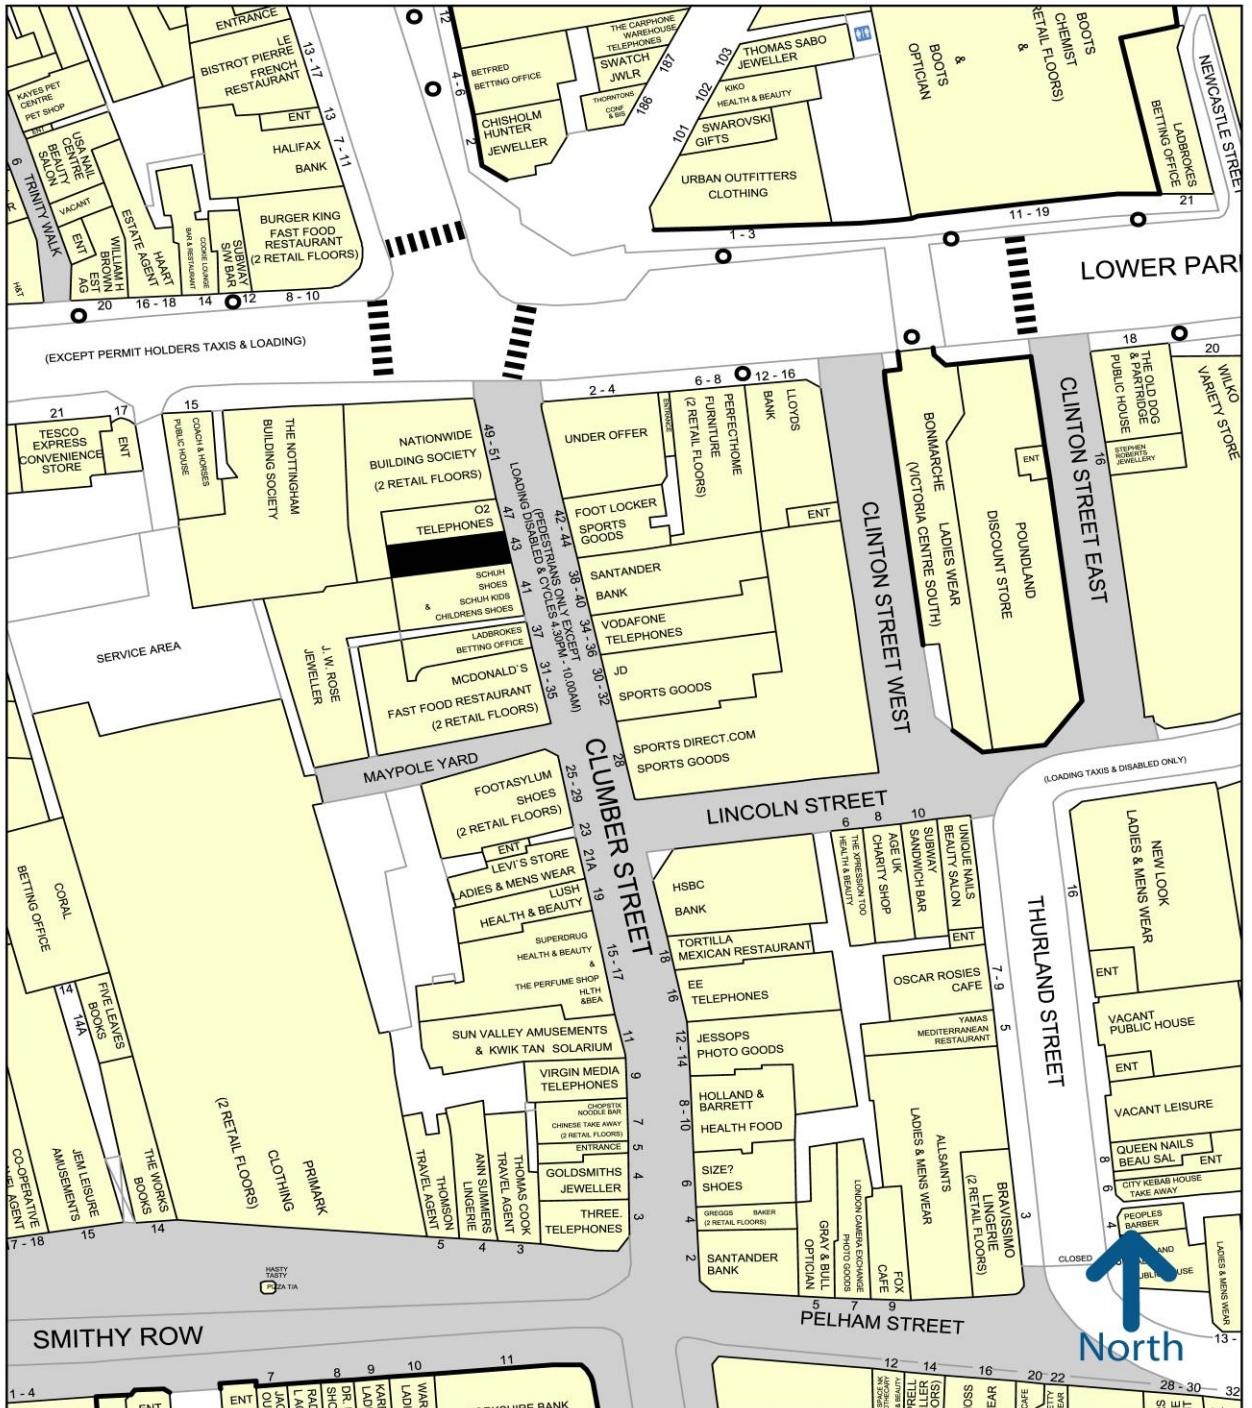 ENTRANCE
LE
BISTROT PIERRE
FRENCH
RESTAURANT
13 - 17
KAYES PET
CENTRE
PET SHOP
ENT
13
ENT
7 - 11
HALIFAX
BANK
USA NAIL
CENTRE
BEAUTY
SALON
6
TRINITY WALK
VACANT
ENT
WILLIAM H
BROWN
EST
AG
ESTATE AGENT
HAART
COOKIE LOUNGE
BAR & RESTAURANT
SUBWAY
S/W BAR
BURGER KING
FAST FOOD
RESTAURANT
(2 RETAIL FLOORS)
H&T
20
16 - 18
14
12
8 - 10
12
4 - 6
2
BETFRED
BETTING OFFICE
CHISHOLM
HUNTER
JEWELLER
THE CARPHONE
WAREHOUSE
TELEPHONES
SWATCH
JWLR
THORNTONS
CONF
& BIS
187
186
103
102
101
THOMAS SABO
JEWELLER
KIKO
HEALTH & BEAUTY
SWAROVSKI
GIFTS
URBAN OUTFITTERS
CLOTHING
BOOTS
&
BOOTS
OPTICIAN
BOOTS
CHEMIST
&
RETAIL FLOORS)
LADBROKES
BETTING OFFICE
NEWCASTLE STREET
1 - 3
11 - 19
21
LOWER PAR
(EXCEPT PERMIT HOLDERS TAXIS & LOADING)
21
TESCO
EXPRESS
CONVENIENCE
STORE
17
ENT
15
COACH & HORSES
PUBLIC HOUSE
THE NOTTINGHAM
BUILDING SOCIETY
NATIONWIDE
BUILDING SOCIETY
(2 RETAIL FLOORS)
49 - 51
O2
TELEPHONES
47
43
SCHUH
SHOES
&
SCHUH KIDS
CHILDRENS SHOES
41
LADBROKES
BETTING OFFICE
37
MCDONALD'S
FAST FOOD RESTAURANT
(2 RETAIL FLOORS)
31 - 35
J. W. ROSE
JEWELLER
SERVICE AREA
MAYPOLE YARD
LOADING DISABLED & CYCLES 4.30PM - 10.00AM)
(PEDESTRIANS ONLY EXCEPT
2 - 4
UNDER OFFER
ENTRANCE
6 - 8
PERFECTHOME
FURNITURE
(2 RETAIL FLOORS)
12 - 16
LLOYDS
BANK
ENT
42 - 44
FOOT LOCKER
SPORTS
GOODS
38 - 40
SANTANDER
BANK
34 - 36
VODAFONE
TELEPHONES
30 - 32
JD
SPORTS GOODS
28
SPORTS DIRECT.COM
SPORTS GOODS
CLINTON STREET WEST
BONMARCHE
LADIES WEAR
(VICTORIA CENTRE SOUTH)
ENT
POUNDLAND
DISCOUNT STORE
CLINTON STREET EAST
18
THE OLD DOG
& PARTRIDGE
PUBLIC HOUSE
16
STEPHEN
ROBERTS
JEWELLERY
20
WILKO
VARIETY STORE
(LOADING TAXIS & DISABLED ONLY)
LINCOLN STREET
CLUMBER STREET
25 - 29
FOOTASYLUM
SHOES
(2 RETAIL FLOORS)
23
ENT
21A
LEVI'S STORE
LADIES & MENS WEAR
19
LUSH
HEALTH & BEAUTY
15 - 17
SUPERDRUG
HEALTH & BEAUTY
&
THE PERFUME SHOP
HLTH
&BEA
11
SUN VALLEY AMUSEMENTS
& KWIK TAN SOLARIUM
9
VIRGIN MEDIA
TELEPHONES
7
CHOPSTIX
NOODLE BAR
CHINESE TAKE AWAY
(2 RETAIL FLOORS)
5
ENTRANCE
4
GOLDSMITHS
JEWELLER
3
THREE.
TELEPHONES
THOMSON
TRAVEL AGENT
5
ANN SUMMERS
LINGERIE
4
THOMAS COOK
TRAVEL AGENT
3
CORAL
BETTING OFFICE
14
14A
FIVE LEAVES
BOOKS
THE WORKS
BOOKS
14
JEM LEISURE
AMUSEMENTS
15
CO-OPERATIVE
VEL AGENT
17 - 18
PRIMARK
CLOTHING
(2 RETAIL FLOORS)
HSBC
BANK
18
TORTILLA
MEXICAN RESTAURANT
16
EE
TELEPHONES
12 - 14
JESSOPS
PHOTO GOODS
8 - 10
HOLLAND &
BARRETT
HEALTH FOOD
6
SIZE?
SHOES
4
GREGGS BAKER
(2 RETAIL FLOORS)
2
SANTANDER
BANK
6
THE XPRESSION TOO
HEALTH & BEAUTY
8
AGE UK
CHARITY SHOP
10
SUBWAY
SANDWICH BAR
UNIQUE NAILS
BEAUTY SALON
ENT
7 - 9
OSCAR ROSIES
CAFE
5
YAMAS
MEDITERRANEAN
RESTAURANT
ALLSAINTS
LADIES & MENS WEAR
3
BRAVISSIMO
LINGERIE
(2 RETAIL FLOORS)
GRAY & BULL
OPTICIAN
5
LONDON CAMERA EXCHANGE
PHOTO GOODS
7
FOX
CAFE
9
THURLAND STREET
16
NEW LOOK
LADIES & MENS WEAR
ENT
VACANT
PUBLIC HOUSE
ENT
VACANT LEISURE
8
QUEEN NAILS
BEAU SAL
ENT
6
CITY KEBAB HOUSE
TAKE AWAY
4
PEOPLES
BARBER
CLOSED
LADIES & MENS WEAR
13 -
North
HASTY
TASTY
PIZZA T/A
SMITHY ROW
PELHAM STREET
1 - 4
ENT
ENT
7
8
9
10
11
12
14
16
20
22
28 - 30
32